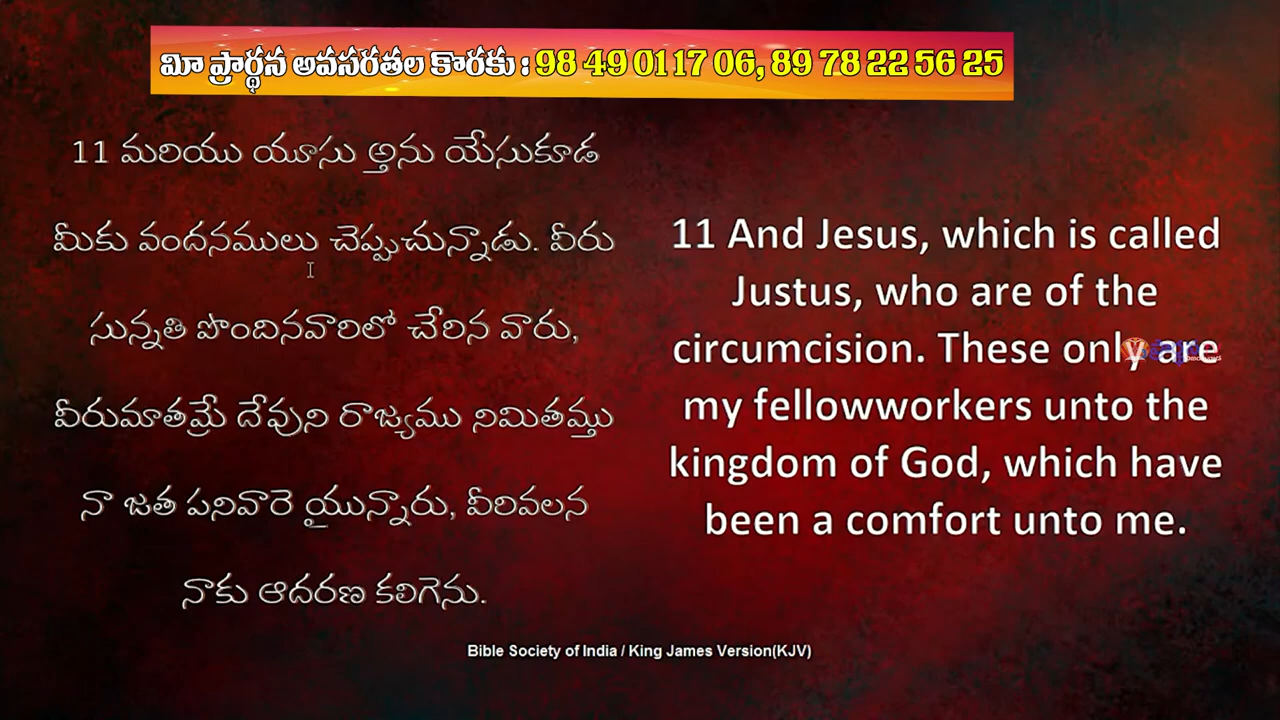 మీ ప్రార్థన అవసరతల కొరకు : 98 49 01 17 06, 89 78 22 56 25
11 మరియు యూసు త్తను యేసుకూడ
మీకు వందనములు చెప్పుచున్నాడు. వీరు
సున్నతి పొందినవారిలో చేరిన వారు,
వీరుమాతమ్రే దేవుని రాజ్యము నిమితమ్తు
నా జత పనివారె యున్నారు, వీరివలన
నాకు ఆదరణ కలిగెను.
11 And Jesus, which is called
Justus, who are of the
circumcision. These only are
my fellowworkers unto the
kingdom of God, which have
been a comfort unto me.
Bible Society of India / King James Version(KJV)